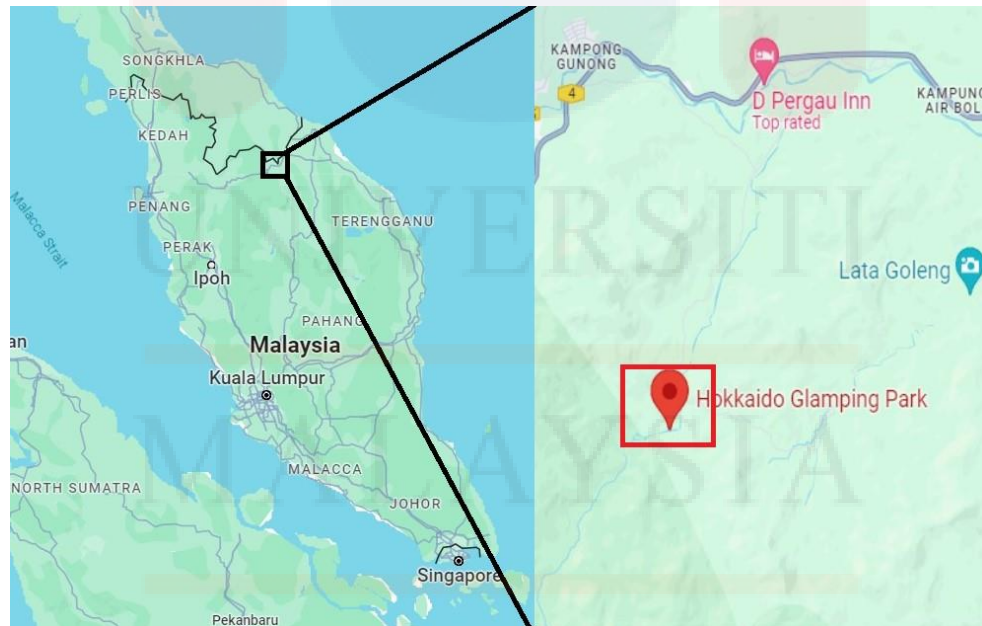 SONGKHLA
PERLIS
KEDAH
PENANG
Malacca Strait
TERENGGANU
PERAK
Ipoh
PAHANG
an
Malaysia
Kuala Lumpur
MALACCA
NORTH SUMATRA
JOHOR
Singapore
Pekanbaru
KAMPONG
GUNONG
4
D Pergau Inn
Top rated
KAMPUNG
AIR BOL
Lata Goleng
Hokkaido Glamping Park
UNIVERSITI
MALAYSIA